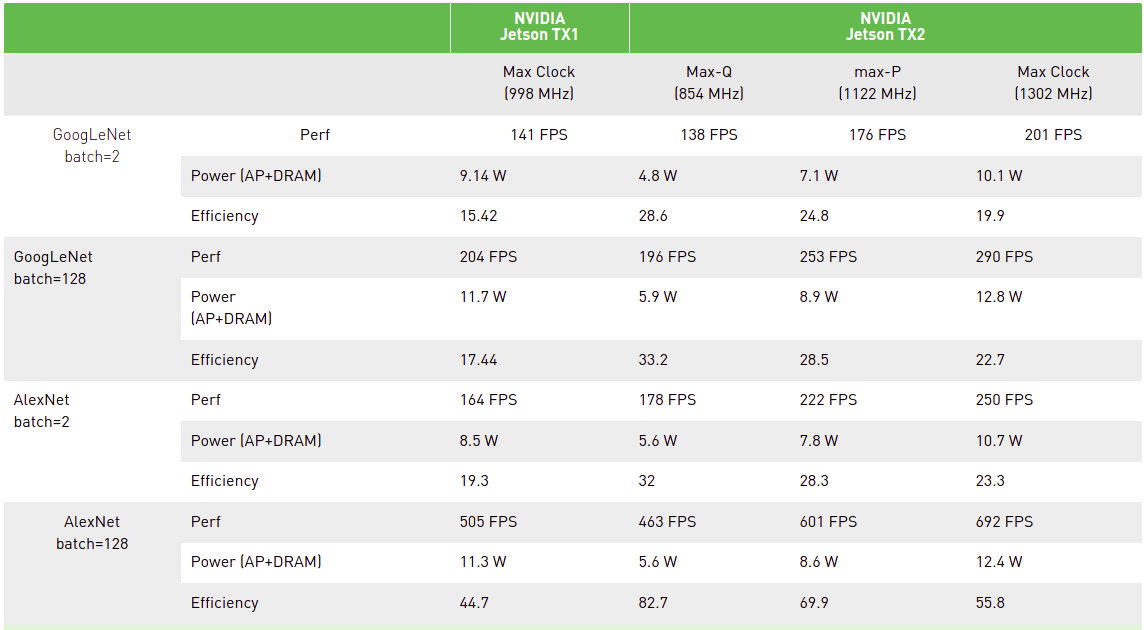 NVIDIA
Jetson TX1
NVIDIA
Jetson TX2
Max Clock
(998 MHz)
Max-Q
(854 MHz)
max-P
(1122 MHz)
Max Clock
(1302 MHz)
GoogLeNet
batch=2
Perf
141 FPS
138 FPS
176 FPS
201 FPS
Power (AP+DRAM)
9.14 W
4.8 W
7.1 W
10.1 W
Efficiency
15.42
28.6
24.8
19.9
GoogLeNet
batch=128
Perf
204 FPS
196 FPS
253 FPS
290 FPS
Power
(AP+DRAM)
11.7 W
5.9 W
8.9 W
12.8 W
Efficiency
17.44
33.2
28.5
22.7
AlexNet
batch=2
Perf
164 FPS
178 FPS
222 FPS
250 FPS
Power (AP+DRAM)
8.5 W
5.6 W
7.8 W
10.7 W
Efficiency
19.3
32
28.3
23.3
AlexNet
batch=128
Perf
505 FPS
463 FPS
601 FPS
692 FPS
Power (AP+DRAM)
11.3 W
5.6 W
8.6 W
12.4 W
Efficiency
44.7
82.7
69.9
55.8